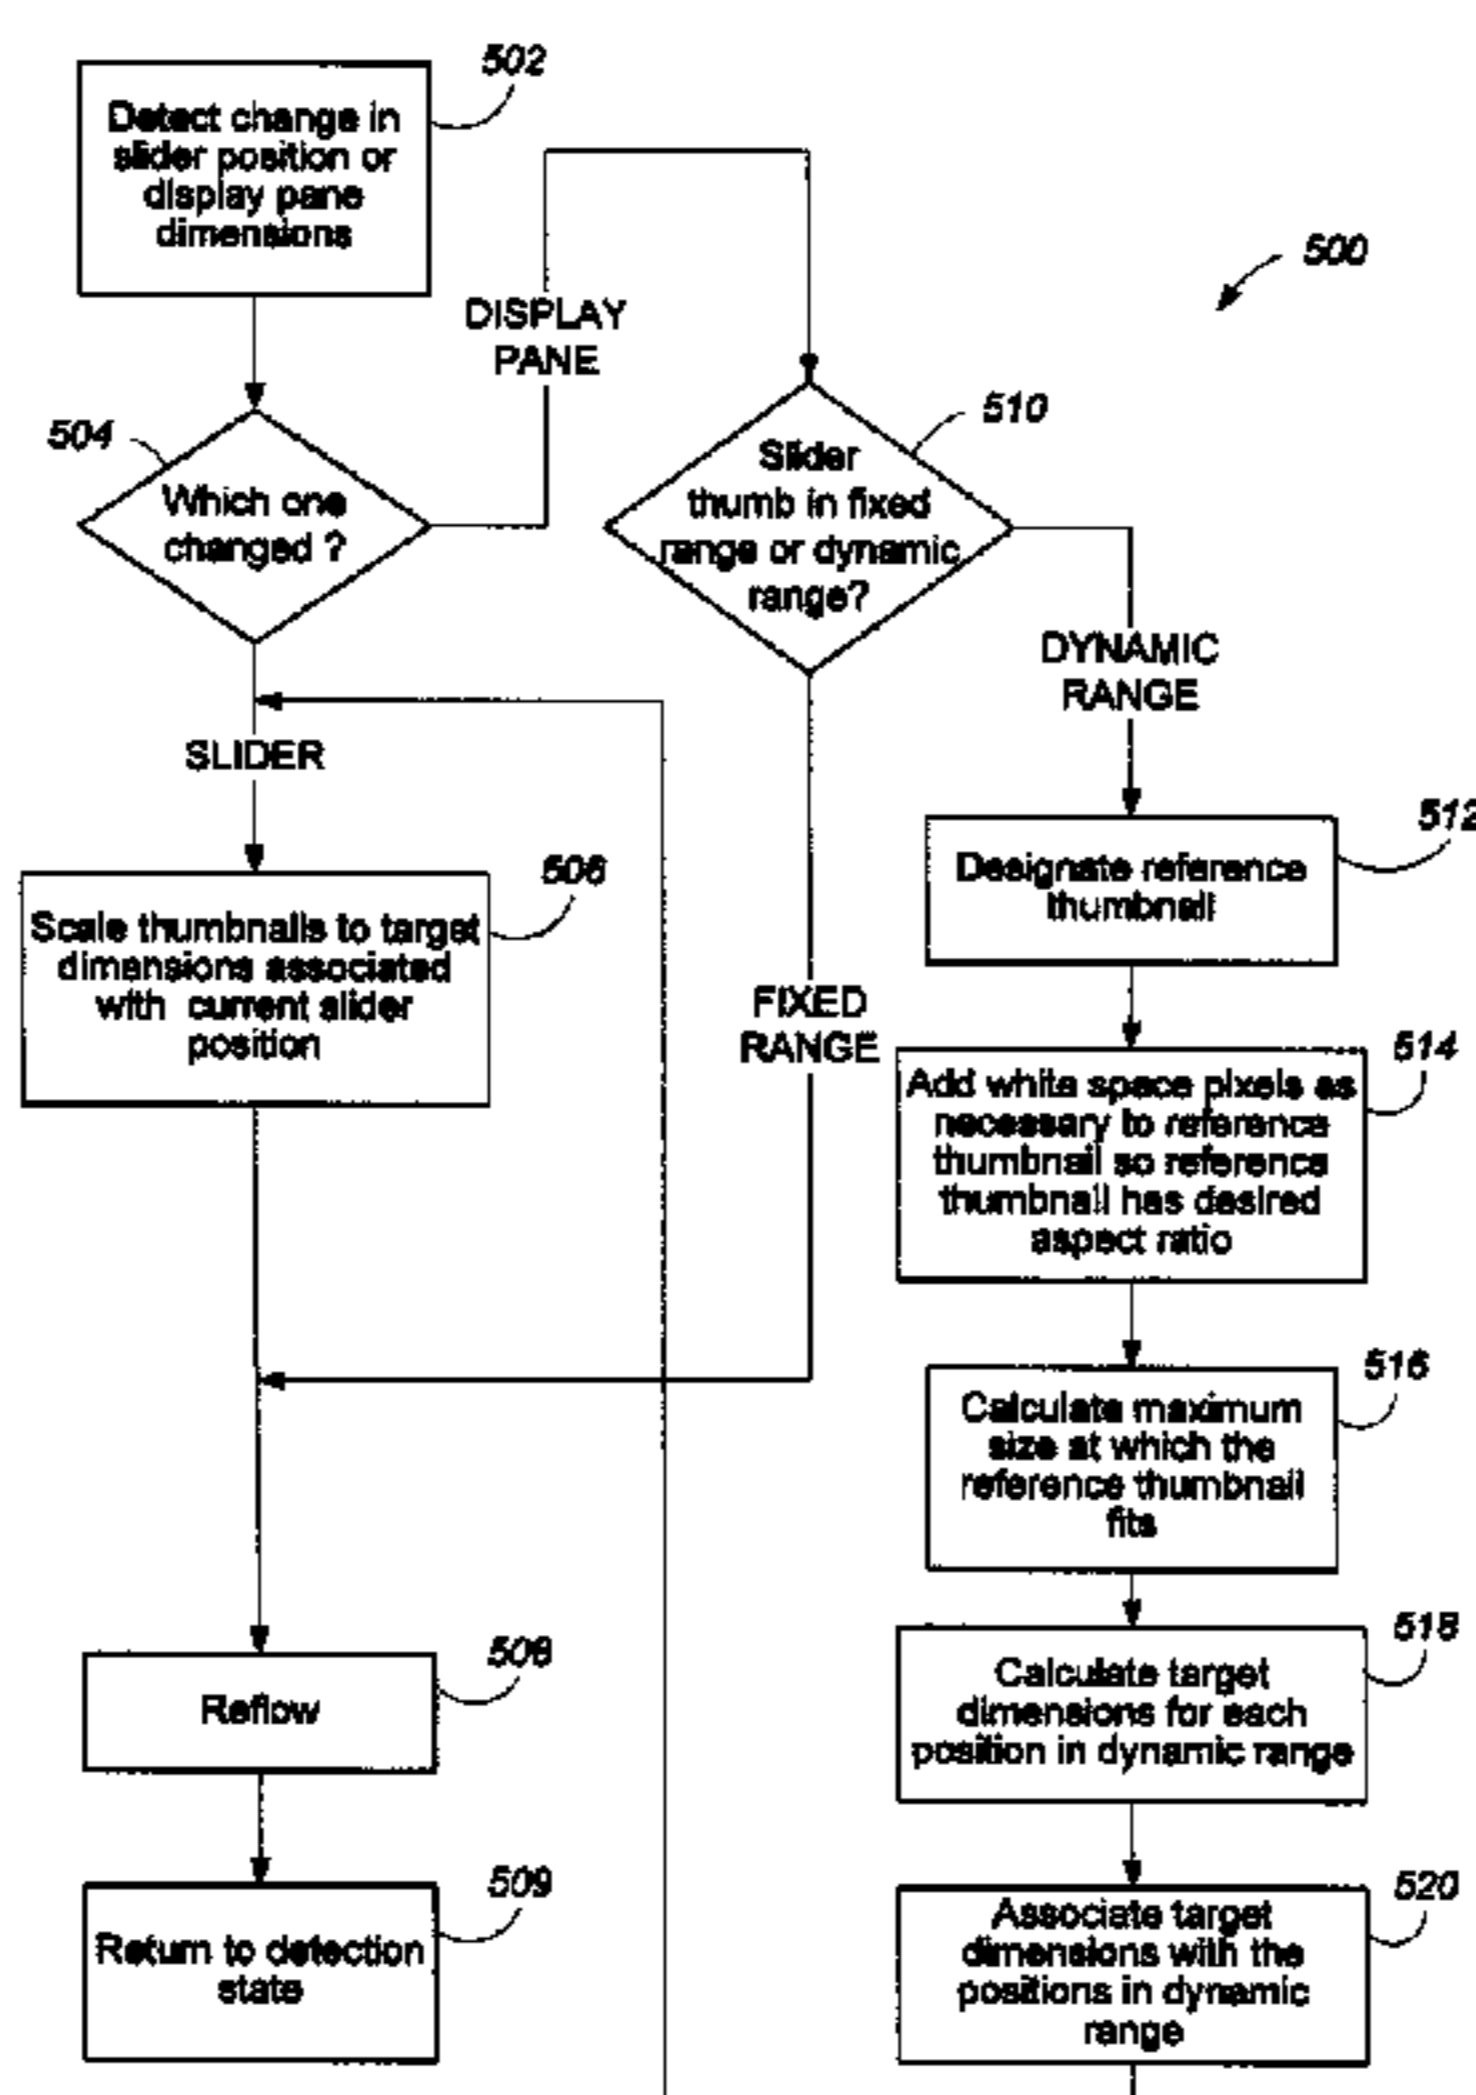 502
Detect change in
slider position or
display pane
dimensions
500
DISPLAY
PANE
504
Which one
changed ?
510
Slider
thumb in fixed
range or dynamic
range?
DYNAMIC
RANGE
SLIDER
506
Scale thumbnails to target
dimensions associated
with current slider
position
512
Designate reference
thumbnail
FIXED
RANGE
514
Add white space pixels as
necessary to reference
thumbnail so reference
thumbnail has desired
aspect ratio
516
Calculate maximum
size at which the
reference thumbnail
fits
508
Reflow
518
Calculate target
dimensions for each
position in dynamic range
509
Return to detection
state
520
Associate target
dimensions with the
positions in dynamic
range